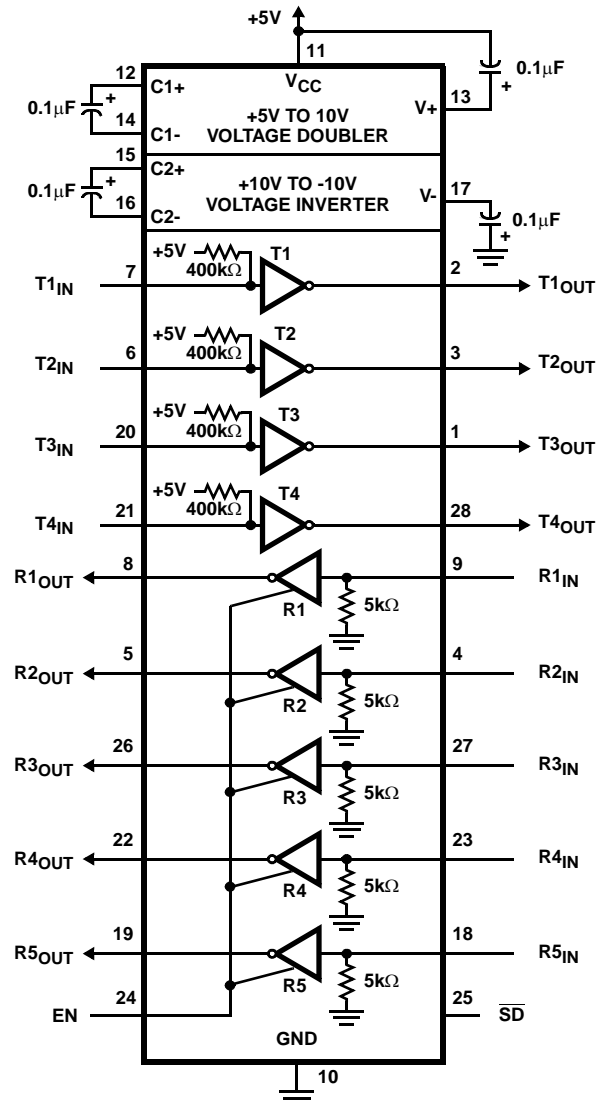 +5V
11
12
C1+
VCC
0.1μF
0.1μF
+
+
13
V+
14
C1-
+5V TO 10V
VOLTAGE DOUBLER
15
C2+
0.1μF
+
+10V TO -10V
VOLTAGE INVERTER
V-
17
16
C2-
0.1μF
+
+5V
400kΩ
T1
T1IN
7
2
T1OUT
+5V
400kΩ
T2
T2IN
6
3
T2OUT
+5V
400kΩ
T3
T3IN
20
1
T3OUT
+5V
400kΩ
T4
T4IN
21
28
T4OUT
R1OUT
8
9
R1IN
R1
5kΩ
R2OUT
5
4
R2IN
R2
5kΩ
R3OUT
26
27
R3IN
R3
5kΩ
R4OUT
22
23
R4IN
R4
5kΩ
R5OUT
19
18
R5IN
R5
5kΩ
EN
24
25
SD
GND
10